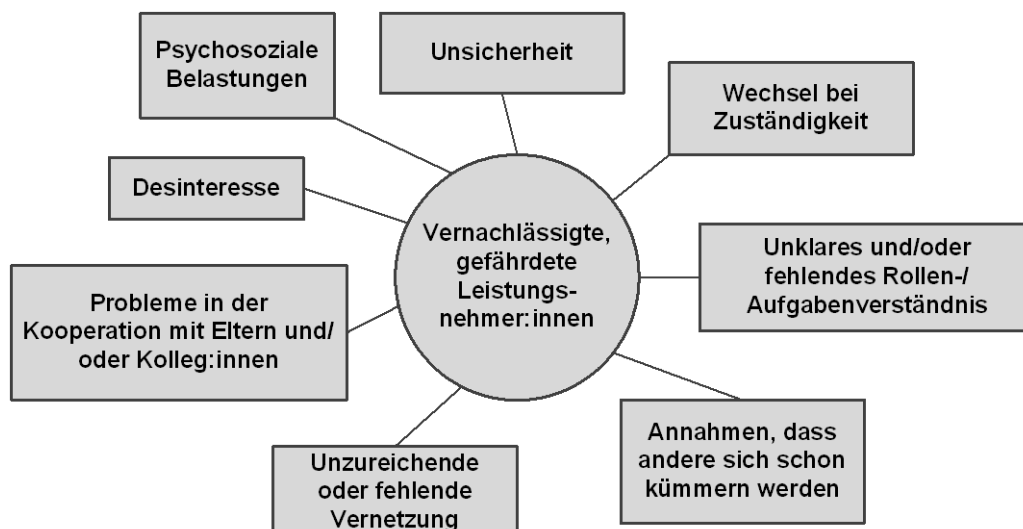 Psychosoziale
Belastungen
Unsicherheit
Wechsel bei
Zuständigkeit
Desinteresse
Vernachlässigte,
gefährdete
Leistungs-
nehmer:innen
Unklares und/oder
fehlendes Rollen-/
Aufgabenverständnis
Probleme in der
Kooperation mit Eltern und/
oder Kolleg:innen
Annahmen, dass
andere sich schon
kümmern werden
Unzureichende
oder fehlende
Vernetzung